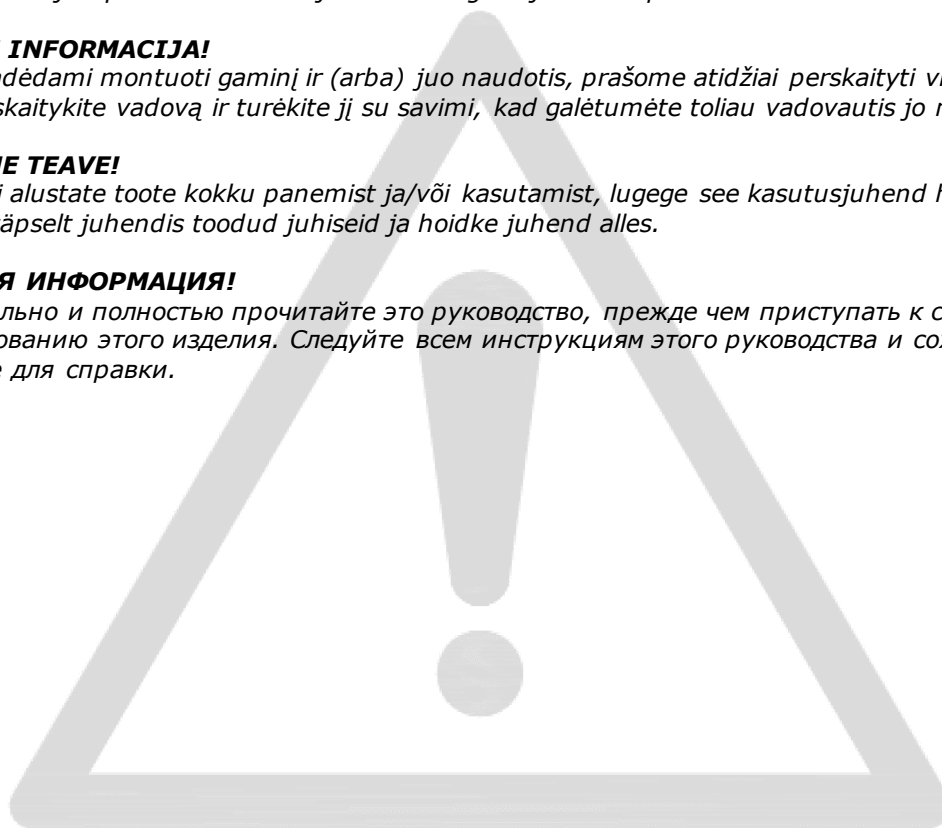 INFORMACIJA!
dėdami montuoti gaminį ir (arba) juo naudotis, prašome atidžiai perskaityti
skaitykite vadovą ir turėkite jį su savimi, kad galėtumėte toliau vadovautis jo
E TEAVE!
i alustate toote kokku panemist ja/või kasutamist, lugege see kasutusjuhend
äpselt juhendis toodud juhiseid ja hoidke juhend alles.
Я ИНФОРМАЦИЯ!
льно и полностью прочитайте это руководство, прежде чем приступать к с
ованию этого изделия. Следуйте всем инструкциям этого руководства и со
е для справки.